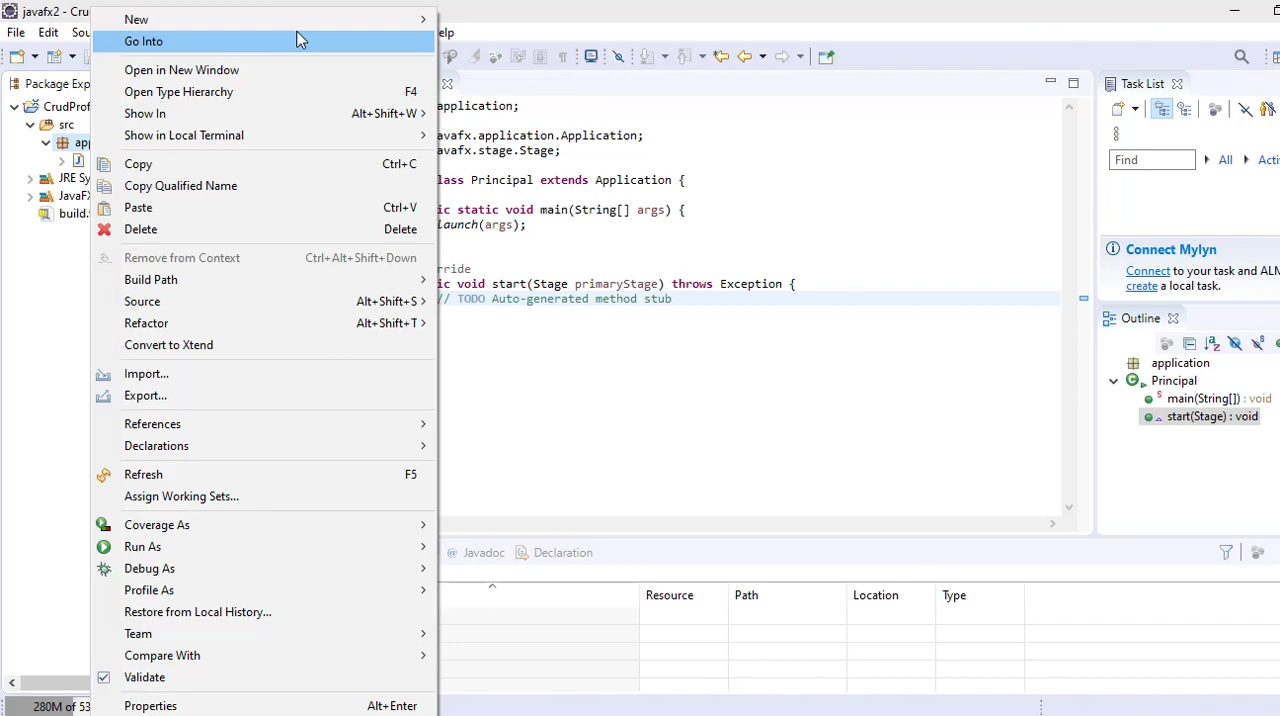 javafx2 - Crud
File Edit Sou
elp
Package Exp
CrudProf
src
app
J
JRE Sy
JavaF
build.
280M of 53
New
Go Into
Open in New Window
Open Type Hierarchy F4
Show In Alt+Shift+W
Show in Local Terminal
Copy Ctrl+C
Copy Qualified Name
Paste Ctrl+V
Delete Delete
Remove from Context Ctrl+Alt+Shift+Down
Build Path
Source Alt+Shift+S
Refactor Alt+Shift+T
Convert to Xtend
Import...
Export...
References
Declarations
Refresh F5
Assign Working Sets...
Coverage As
Run As
Debug As
Profile As
Restore from Local History...
Team
Compare With
Validate
Properties Alt+Enter
application;
avafx.application.Application;
avafx.stage.Stage;
lass Principal extends Application {
ic static void main(String[] args) {
launch(args);
rride
ic void start(Stage primaryStage) throws Exception {
// TODO Auto-generated method stub
@ Javadoc Declaration
Resource Path Location Type
Task List
Find All Activ
Connect Mylyn
Connect to your task and ALM
create a local task.
Outline
application
Principal
main(String[]) : void
start(Stage) : void